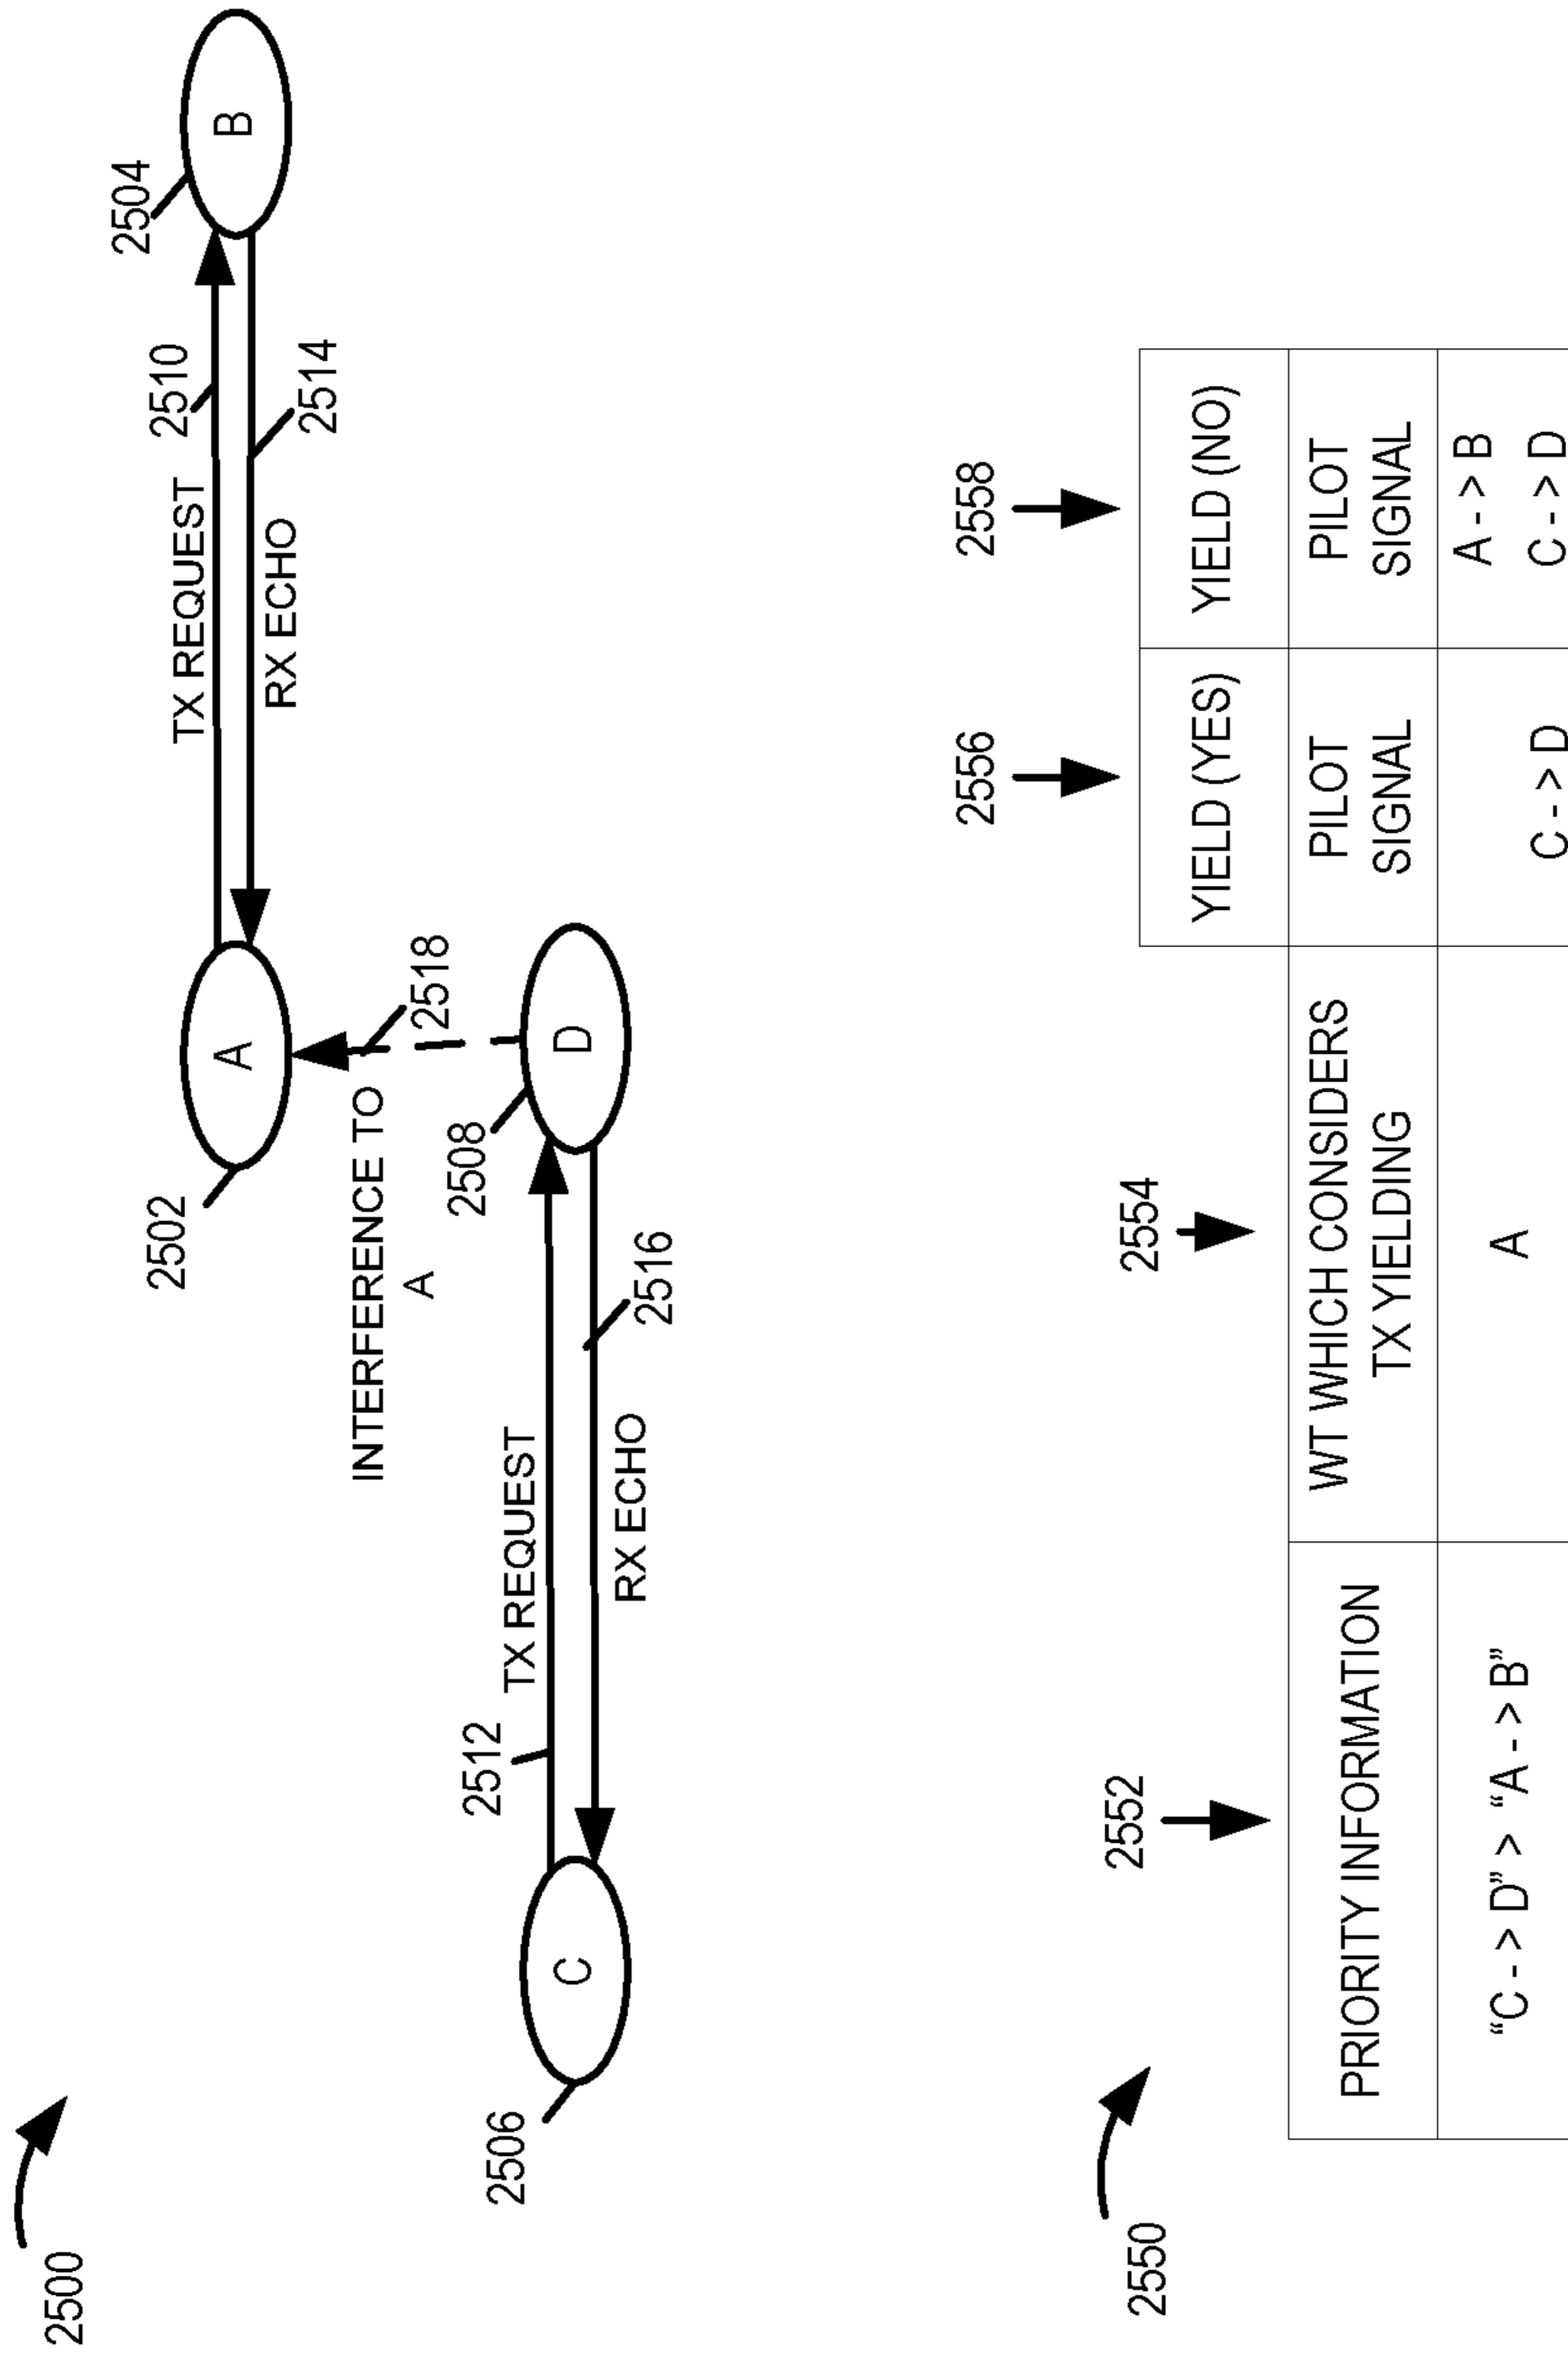 2500
2502
A
2510
TX REQUEST
2504
B
RX ECHO
2514
INTERFERENCE TO
A
2518
2506
C
2512
TX REQUEST
2508
D
RX ECHO
2516
2550
2552
2554
2556
2558
YIELD (YES)
YIELD (NO)
PRIORITY INFORMATION
WT WHICH CONSIDERS
TX YIELDING
PILOT
SIGNAL
PILOT
SIGNAL
“C - > D” > “A - > B”
A
C - > D
A - > B
C - > D